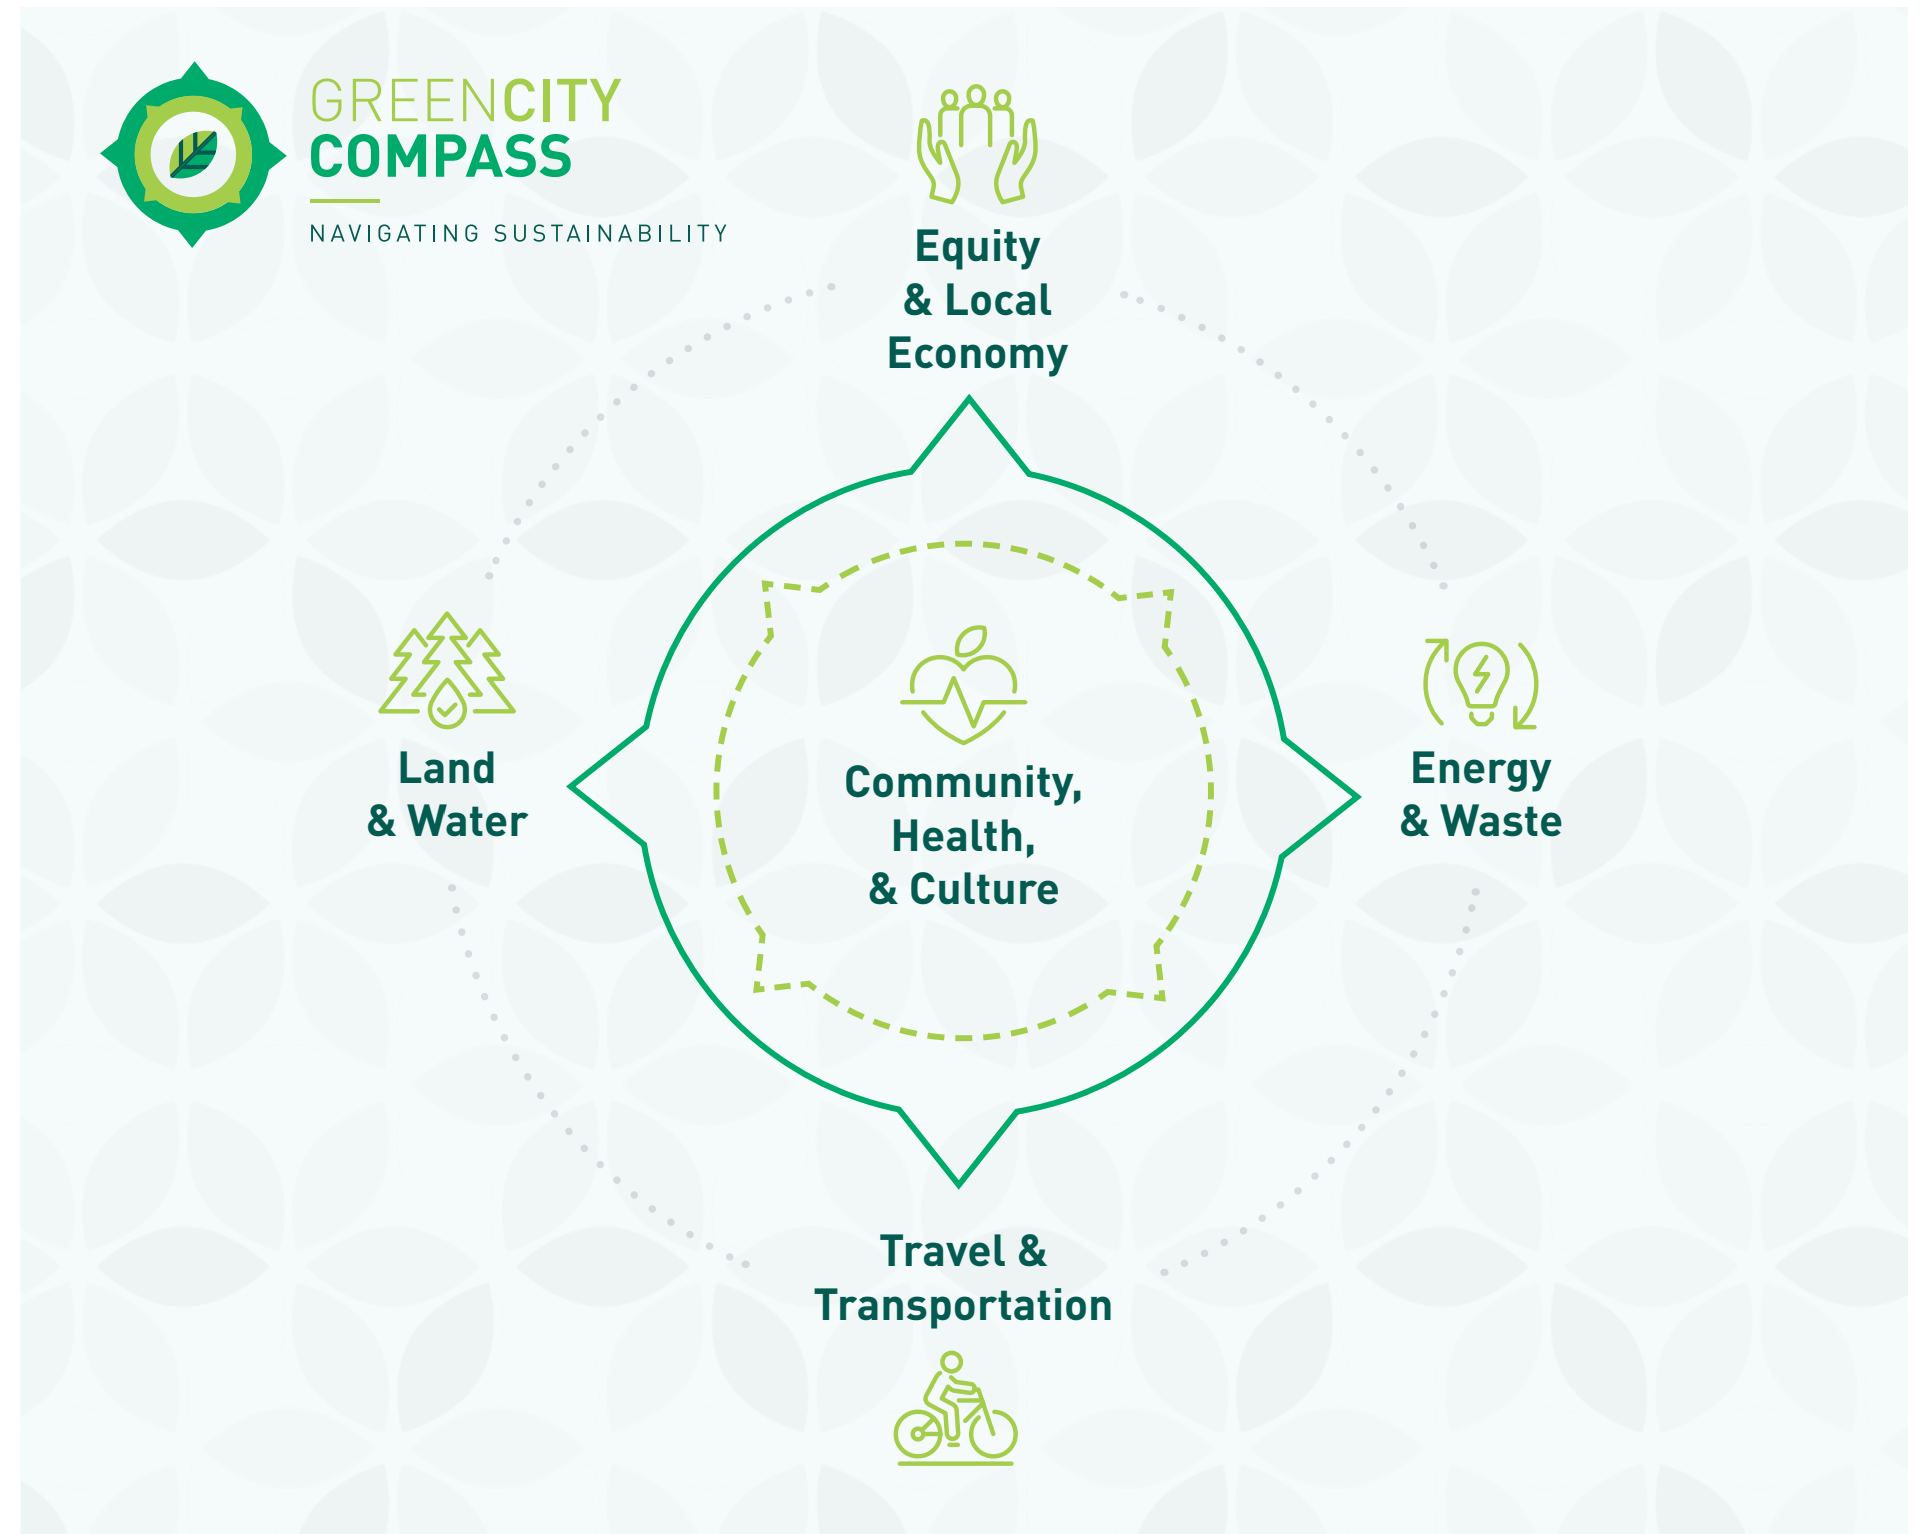 GREENCITY
COMPASS
NAVIGATING SUSTAINABILITY
Equity
& Local
Economy
Land
& Water
Community,
Health,
& Culture
Energy
& Waste
Travel &
Transportation